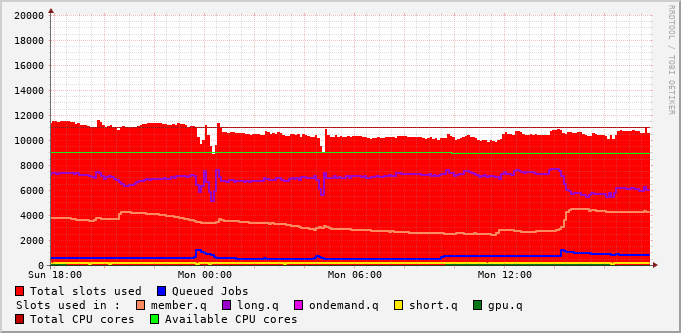 20000
18000
16000
14000
12000
10000
8000
6000
4000
2000
0
Sun 18:00 Mon 00:00 Mon 06:00 Mon 12:00
Total slots used Queued Jobs
Slots used in : member.q long.q ondemand.q short.q gpu.q
Total CPU cores Available CPU cores
RRDTOOL / TOBI OETIKER